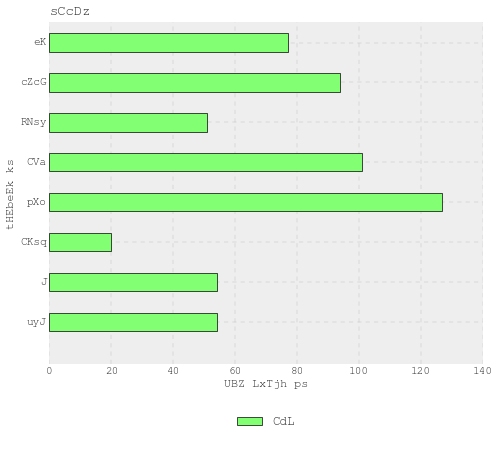 sCcDz
eK
cZcG
RNsy
CVa
pXo
CKsq
J
uyJ
tHEbeEk ks
0 20 40 60 80 100 120 140
UBZ LxTjh ps
CdL